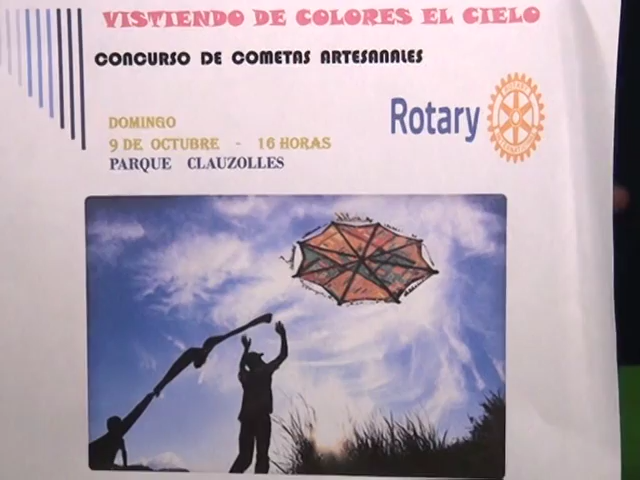 VISTIENDO DE COLORES EL CIELO
CONCURSO DE COMETAS ARTESANALES
Rotary
DOMINGO
9 DE OCTUBRE - 16 HORAS
PARQUE CLAUZOLLES